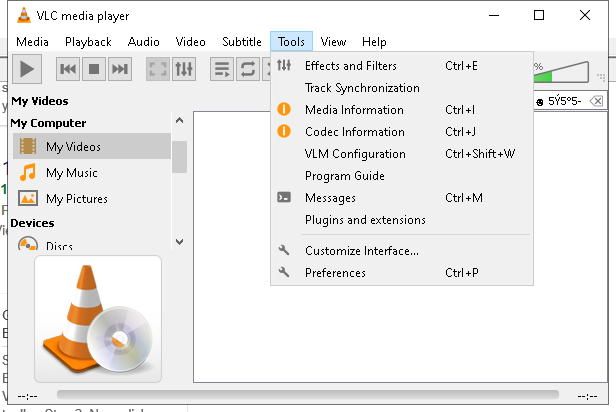 VLC media player
Media Playback Audio Video Subtitle Tools View Help
%
Effects and Filters Ctrl+E
Track Synchronization
Media Information Ctrl+I
Codec Information Ctrl+J
VLM Configuration Ctrl+Shift+W
Program Guide
Messages Ctrl+M
Plugins and extensions
Customize Interface...
Preferences Ctrl+P
My Videos
My Computer
My Videos
My Music
My Pictures
Devices
Discs
--:-- --:--